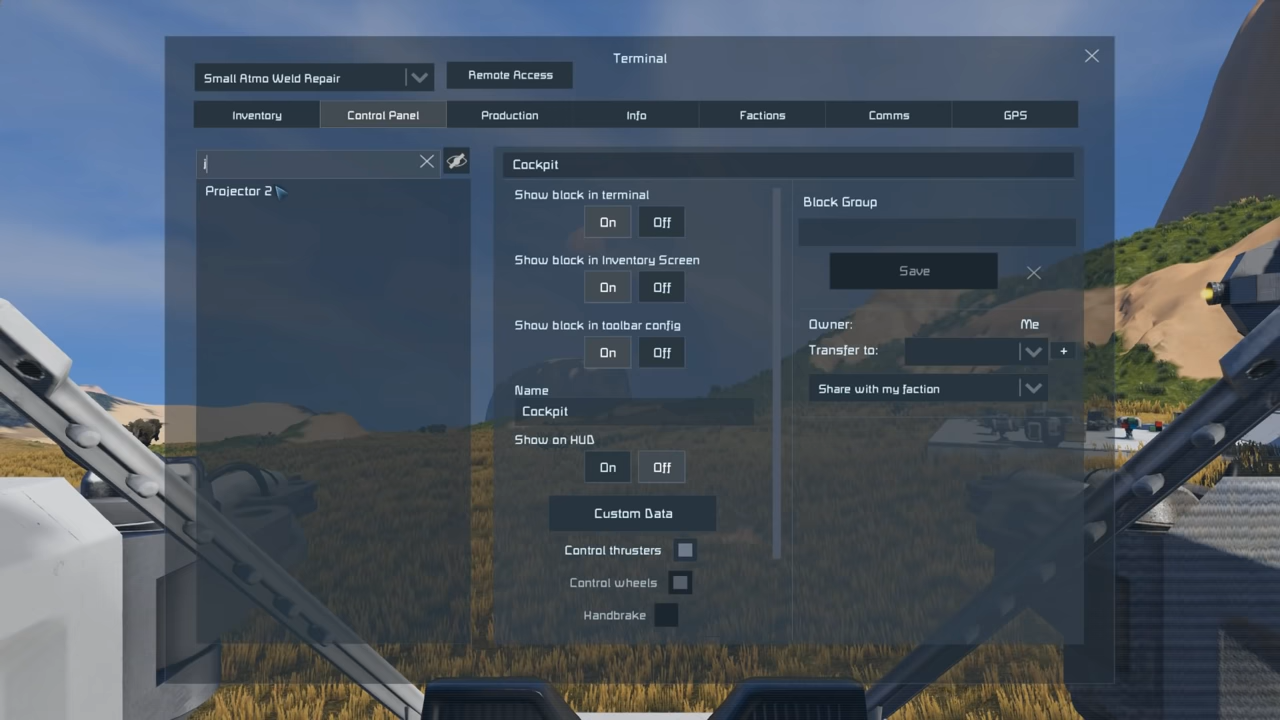 Terminal
Small Atmo Weld Repair
Remote Access
Inventory
Control Panel
Production
Info
Factions
Comms
GPS
j
Projector 2
Cockpit
Show block in terminal
On
Off
Show block in Inventory Screen
On
Off
Show block in toolbar config
On
Off
Name
Cockpit
Show on HUD
On
Off
Custom Data
Control thrusters
Control wheels
Handbrake
Block Group
Save
Owner:
Me
Transfer to:
+
Share with my faction